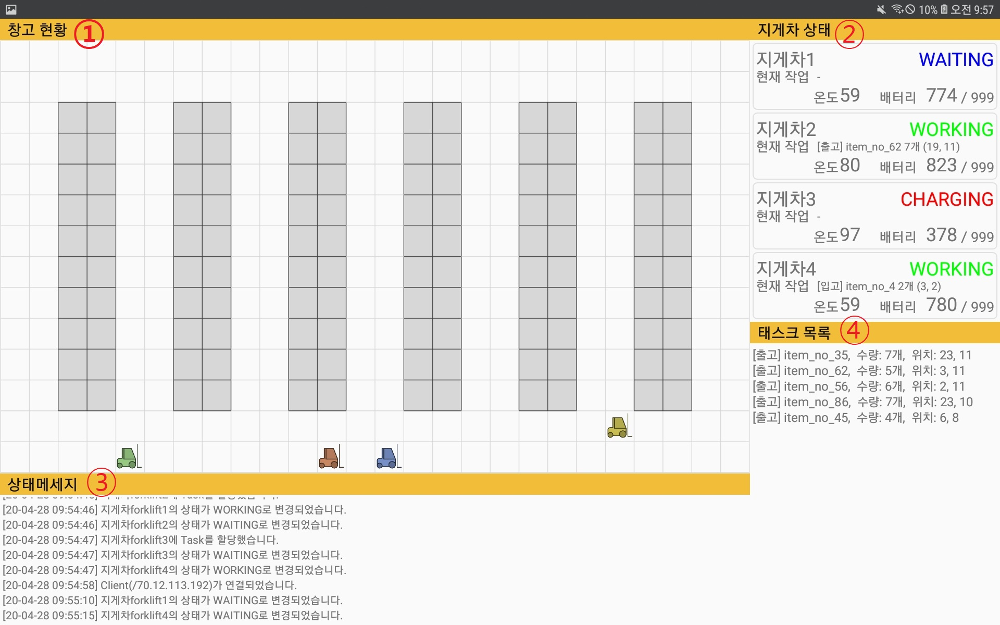 10% 오전 9:57
창고 현황 ①
지게차 상태 ②
지게차1 WAITING
현재 작업 -
온도 59 배터리 774 / 999
지게차2 WORKING
현재 작업 [출고] item_no_62 7개 (19, 11)
온도 80 배터리 823 / 999
지게차3 CHARGING
현재 작업 -
온도 97 배터리 378 / 999
지게차4 WORKING
현재 작업 [입고] item_no_4 2개 (3, 2)
온도 59 배터리 780 / 999
태스크 목록 ④
[출고] item_no_35, 수량: 7개, 위치: 23, 11
[출고] item_no_62, 수량: 5개, 위치: 3, 11
[출고] item_no_56, 수량: 6개, 위치: 2, 11
[출고] item_no_86, 수량: 7개, 위치: 23, 10
[출고] item_no_45, 수량: 4개, 위치: 6, 8
상태메세지 ③
[20-04-28 09:54:46] 지게차forklift1의 상태가 WORKING로 변경되었습니다.
[20-04-28 09:54:46] 지게차forklift2의 상태가 WAITING로 변경되었습니다.
[20-04-28 09:54:47] 지게차forklift3에 Task를 할당했습니다.
[20-04-28 09:54:47] 지게차forklift3의 상태가 WAITING로 변경되었습니다.
[20-04-28 09:54:47] 지게차forklift4의 상태가 WORKING로 변경되었습니다.
[20-04-28 09:54:58] Client(/70.12.113.192)가 연결되었습니다.
[20-04-28 09:55:10] 지게차forklift1의 상태가 WAITING로 변경되었습니다.
[20-04-28 09:55:15] 지게차forklift4의 상태가 WAITING로 변경되었습니다.